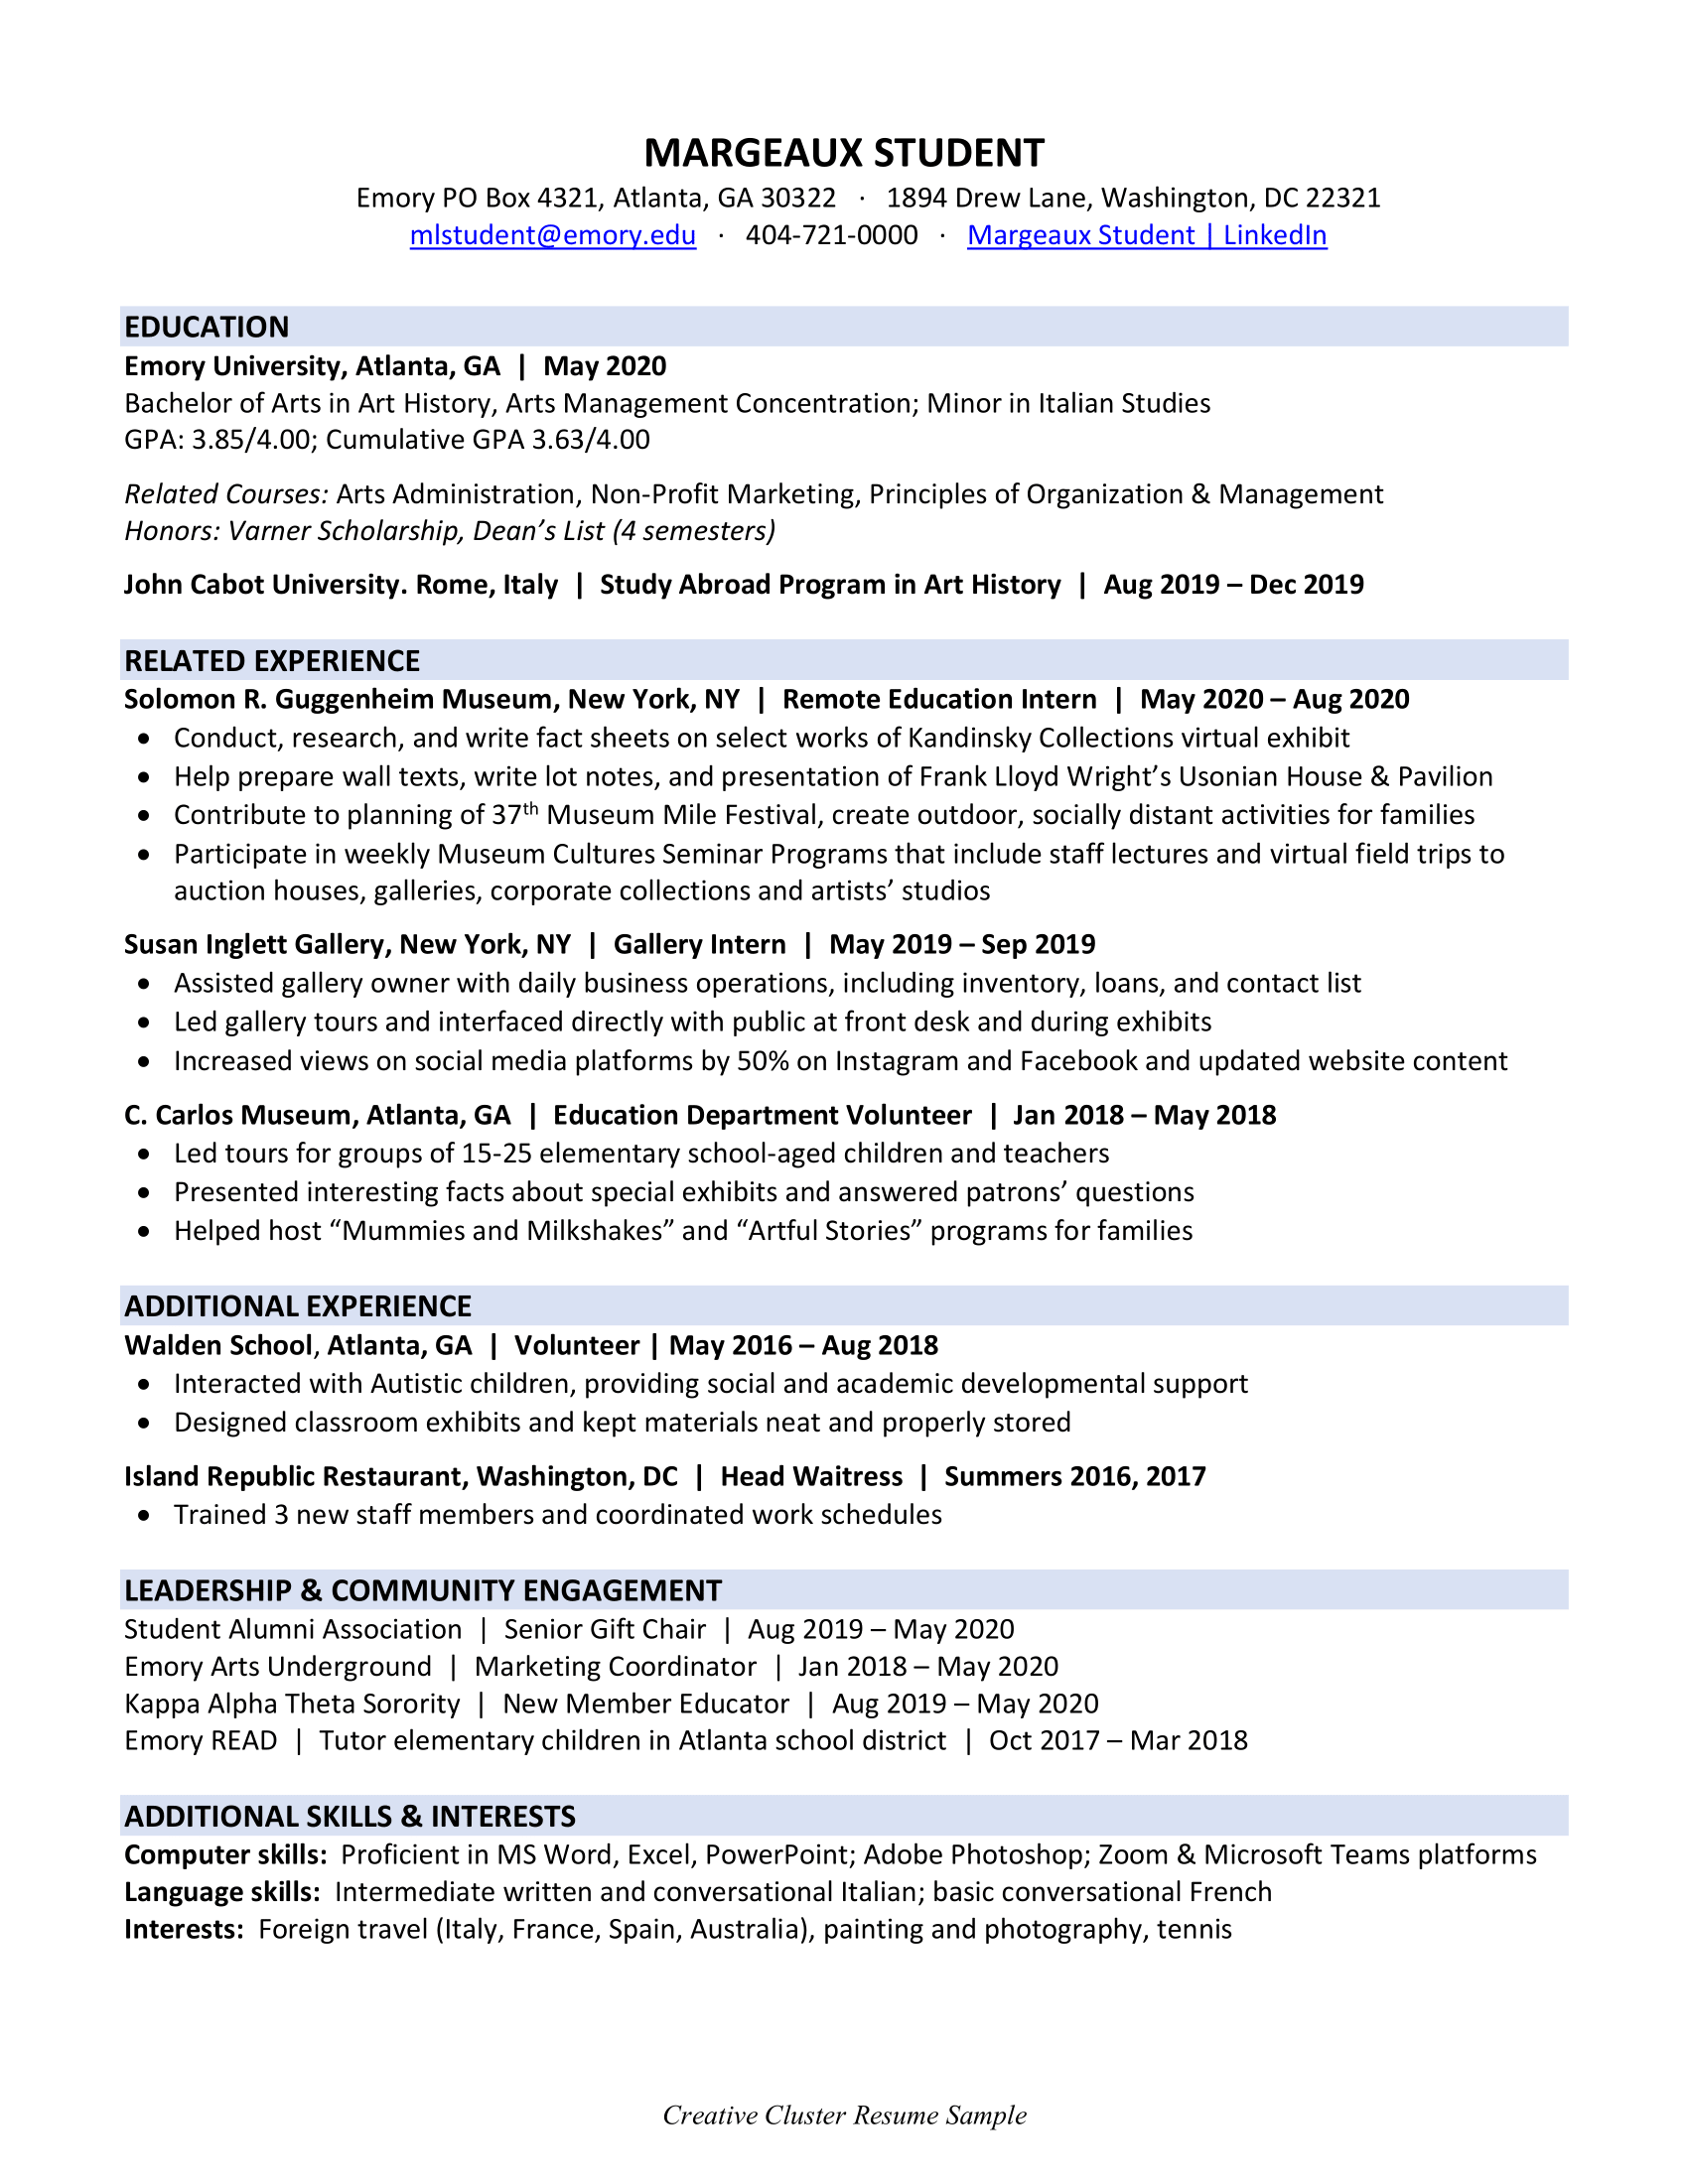 MARGEAUX STUDENT
Emory PO Box 4321, Atlanta, GA 30322 · 1894 Drew Lane, Washington, DC 22321
mlstudent@emory.edu · 404-721-0000 · Margeaux Student | LinkedIn
EDUCATION
Emory University, Atlanta, GA | May 2020
Bachelor of Arts in Art History, Arts Management Concentration; Minor in Italian Studies
GPA: 3.85/4.00; Cumulative GPA 3.63/4.00
Related Courses: Arts Administration, Non-Profit Marketing, Principles of Organization & Management
Honors: Varner Scholarship, Dean’s List (4 semesters)
John Cabot University. Rome, Italy | Study Abroad Program in Art History | Aug 2019 – Dec 2019
RELATED EXPERIENCE
Solomon R. Guggenheim Museum, New York, NY | Remote Education Intern | May 2020 – Aug 2020
• Conduct, research, and write fact sheets on select works of Kandinsky Collections virtual exhibit
• Help prepare wall texts, write lot notes, and presentation of Frank Lloyd Wright’s Usonian House & Pavilion
• Contribute to planning of 37th Museum Mile Festival, create outdoor, socially distant activities for families
• Participate in weekly Museum Cultures Seminar Programs that include staff lectures and virtual field trips to
auction houses, galleries, corporate collections and artists’ studios
Susan Inglett Gallery, New York, NY | Gallery Intern | May 2019 – Sep 2019
• Assisted gallery owner with daily business operations, including inventory, loans, and contact list
• Led gallery tours and interfaced directly with public at front desk and during exhibits
• Increased views on social media platforms by 50% on Instagram and Facebook and updated website content
C. Carlos Museum, Atlanta, GA | Education Department Volunteer | Jan 2018 – May 2018
• Led tours for groups of 15-25 elementary school-aged children and teachers
• Presented interesting facts about special exhibits and answered patrons’ questions
• Helped host “Mummies and Milkshakes” and “Artful Stories” programs for families
ADDITIONAL EXPERIENCE
Walden School, Atlanta, GA | Volunteer | May 2016 – Aug 2018
• Interacted with Autistic children, providing social and academic developmental support
• Designed classroom exhibits and kept materials neat and properly stored
Island Republic Restaurant, Washington, DC | Head Waitress | Summers 2016, 2017
• Trained 3 new staff members and coordinated work schedules
LEADERSHIP & COMMUNITY ENGAGEMENT
Student Alumni Association | Senior Gift Chair | Aug 2019 – May 2020
Emory Arts Underground | Marketing Coordinator | Jan 2018 – May 2020
Kappa Alpha Theta Sorority | New Member Educator | Aug 2019 – May 2020
Emory READ | Tutor elementary children in Atlanta school district | Oct 2017 – Mar 2018
ADDITIONAL SKILLS & INTERESTS
Computer skills: Proficient in MS Word, Excel, PowerPoint; Adobe Photoshop; Zoom & Microsoft Teams platforms
Language skills: Intermediate written and conversational Italian; basic conversational French
Interests: Foreign travel (Italy, France, Spain, Australia), painting and photography, tennis
Creative Cluster Resume Sample